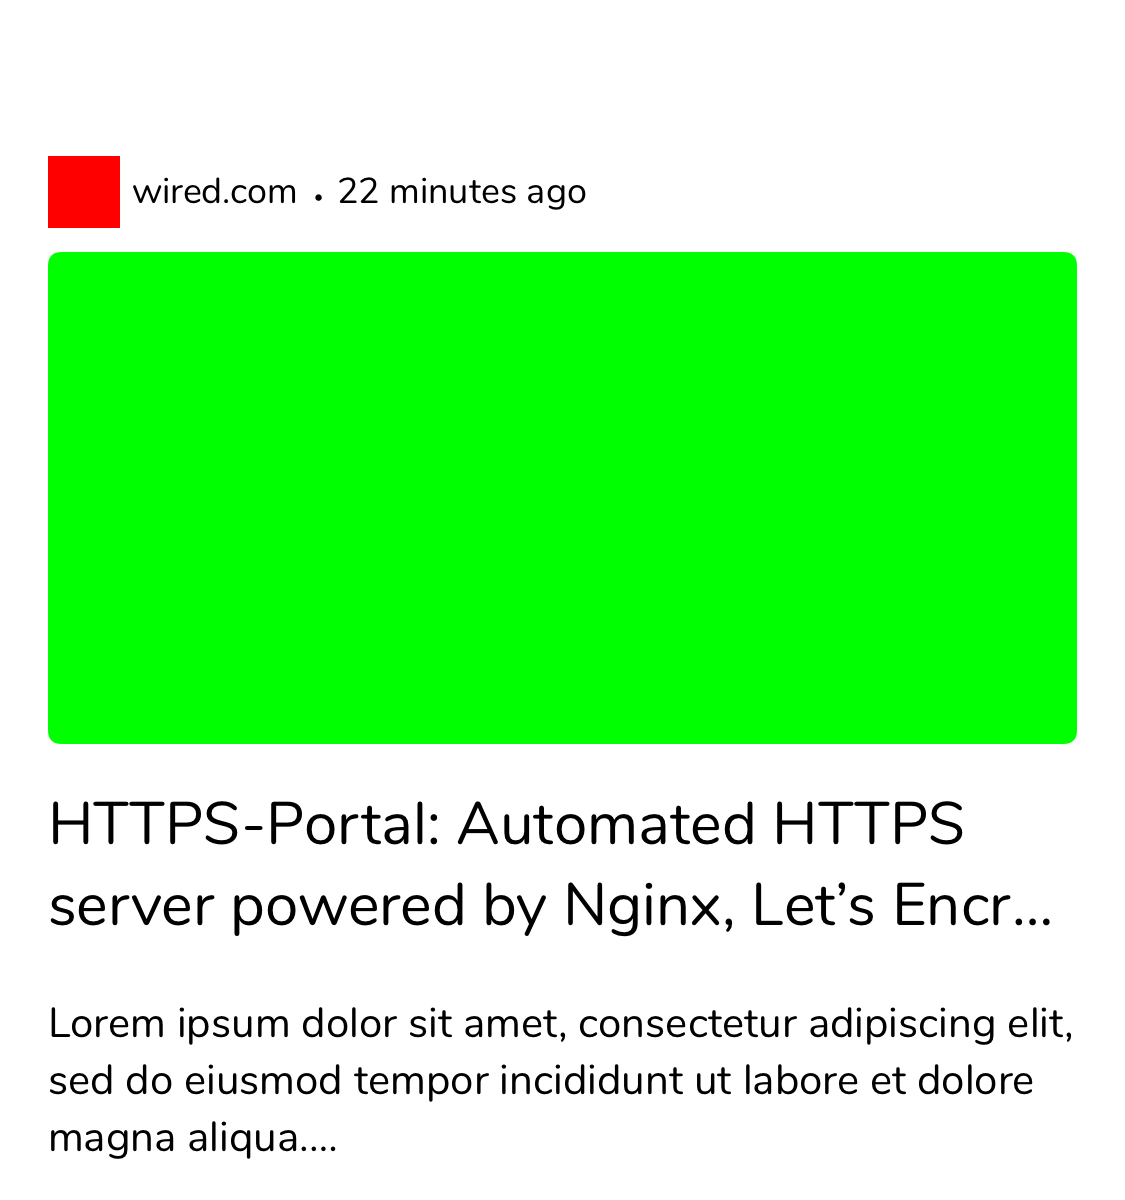 wired.com • 22 minutes ago
HTTPS-Portal: Automated HTTPS
server powered by Nginx, Let’s Encr...
Lorem ipsum dolor sit amet, consectetur adipiscing elit,
sed do eiusmod tempor incididunt ut labore et dolore
magna aliqua....